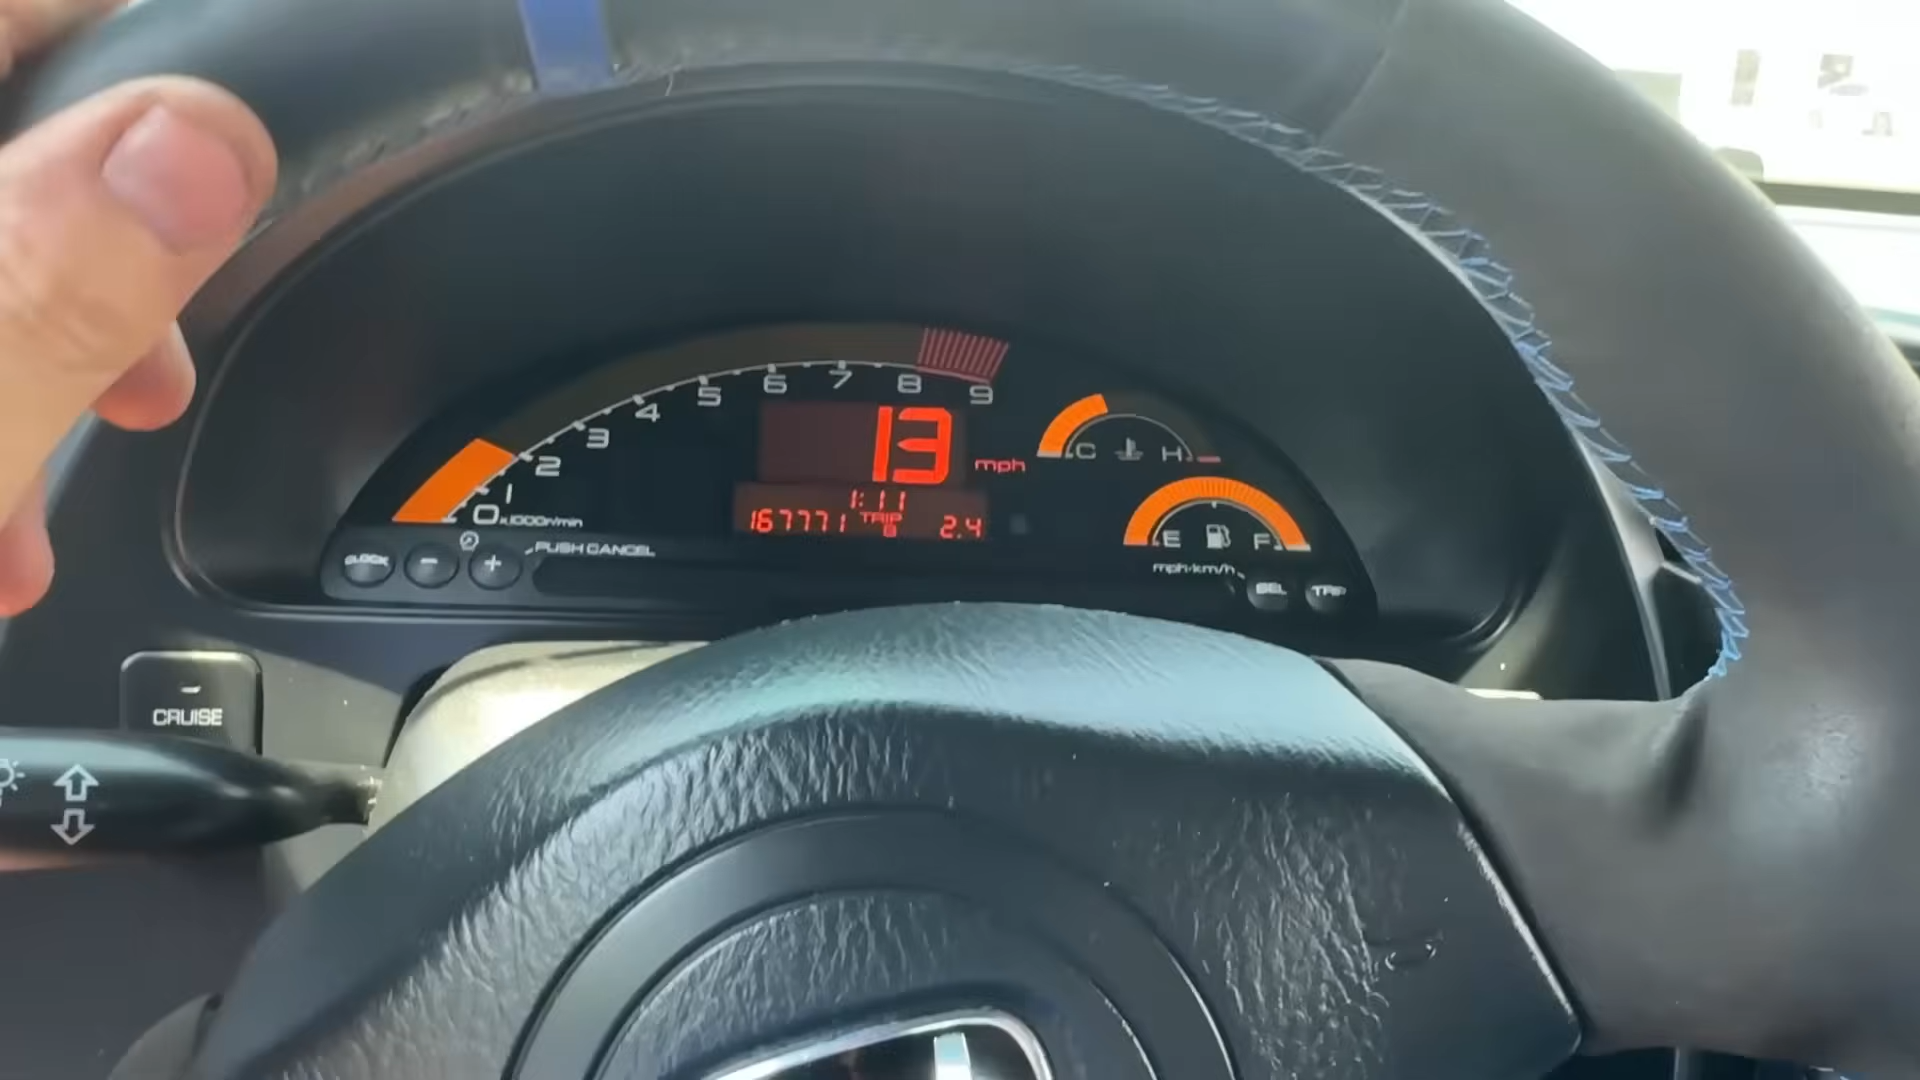 0 1 2 3 4 5 6 7 8 9
x1000r/min
13 mph
1:11
167771 TRIP B 2.4
C H
E F
mph·km/h
CLOCK - +
PUSH CANCEL
SEL TRIP
CRUISE